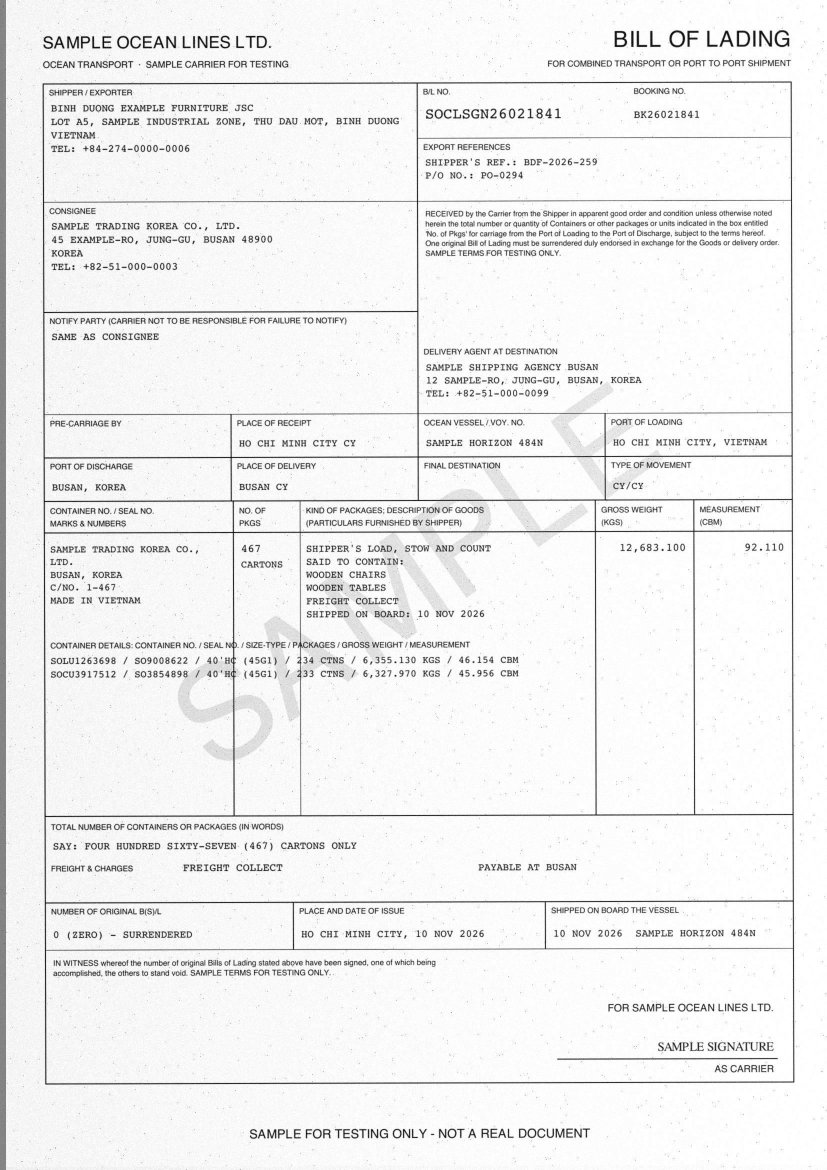 SAMPLE OCEAN LINES LTD.
OCEAN TRANSPORT · SAMPLE CARRIER FOR TESTING
BILL OF LADING
FOR COMBINED TRANSPORT OR PORT TO PORT SHIPMENT
SHIPPER / EXPORTER
BINH DUONG EXAMPLE FURNITURE JSC
LOT A5, SAMPLE INDUSTRIAL ZONE, THU DAU MOT, BINH DUONG
VIETNAM
TEL: +84-274-0000-0006
B/L NO.
SOCLSGN26021841
BOOKING NO.
BK26021841
EXPORT REFERENCES
SHIPPER'S REF.: BDF-2026-259
P/O NO.: PO-0294
CONSIGNEE
SAMPLE TRADING KOREA CO., LTD.
45 EXAMPLE-RO, JUNG-GU, BUSAN 48900
KOREA
TEL: +82-51-000-0003
RECEIVED by the Carrier from the Shipper in apparent good order and condition unless otherwise noted
herein the total number or quantity of Containers or other packages or units indicated in the box entitled
'No. of Pkgs' for carriage from the Port of Loading to the Port of Discharge, subject to the terms hereof.
One original Bill of Lading must be surrendered duly endorsed in exchange for the Goods or delivery order.
SAMPLE TERMS FOR TESTING ONLY.
NOTIFY PARTY (CARRIER NOT TO BE RESPONSIBLE FOR FAILURE TO NOTIFY)
SAME AS CONSIGNEE
DELIVERY AGENT AT DESTINATION
SAMPLE SHIPPING AGENCY BUSAN
12 SAMPLE-RO, JUNG-GU, BUSAN, KOREA
TEL: +82-51-000-0099
PRE-CARRIAGE BY
PLACE OF RECEIPT
HO CHI MINH CITY CY
OCEAN VESSEL / VOY. NO.
SAMPLE HORIZON 484N
PORT OF LOADING
HO CHI MINH CITY, VIETNAM
PORT OF DISCHARGE
BUSAN, KOREA
PLACE OF DELIVERY
BUSAN CY
FINAL DESTINATION
TYPE OF MOVEMENT
CY/CY
CONTAINER NO. / SEAL NO.
MARKS & NUMBERS
NO. OF
PKGS
KIND OF PACKAGES; DESCRIPTION OF GOODS
(PARTICULARS FURNISHED BY SHIPPER)
GROSS WEIGHT
(KGS)
MEASUREMENT
(CBM)
SAMPLE TRADING KOREA CO.,
LTD.
BUSAN, KOREA
C/NO. 1-467
MADE IN VIETNAM
467
CARTONS
SHIPPER'S LOAD, STOW AND COUNT
SAID TO CONTAIN:
WOODEN CHAIRS
WOODEN TABLES
FREIGHT COLLECT
SHIPPED ON BOARD: 10 NOV 2026
12,683.100
92.110
CONTAINER DETAILS: CONTAINER NO. / SEAL NO. / SIZE-TYPE / PACKAGES / GROSS WEIGHT / MEASUREMENT
SOLU1263698 / SO9008622 / 40'HC (45G1) / 234 CTNS / 6,355.130 KGS / 46.154 CBM
SOCU3917512 / SO3854898 / 40'HC (45G1) / 233 CTNS / 6,327.970 KGS / 45.956 CBM
SAMPLE
TOTAL NUMBER OF CONTAINERS OR PACKAGES (IN WORDS)
SAY: FOUR HUNDRED SIXTY-SEVEN (467) CARTONS ONLY
FREIGHT & CHARGES
FREIGHT COLLECT
PAYABLE AT BUSAN
NUMBER OF ORIGINAL B(S)/L
0 (ZERO) - SURRENDERED
PLACE AND DATE OF ISSUE
HO CHI MINH CITY, 10 NOV 2026
SHIPPED ON BOARD THE VESSEL
10 NOV 2026 SAMPLE HORIZON 484N
IN WITNESS whereof the number of original Bills of Lading stated above have been signed, one of which being
accomplished, the others to stand void. SAMPLE TERMS FOR TESTING ONLY.
FOR SAMPLE OCEAN LINES LTD.
SAMPLE SIGNATURE
AS CARRIER
SAMPLE FOR TESTING ONLY - NOT A REAL DOCUMENT